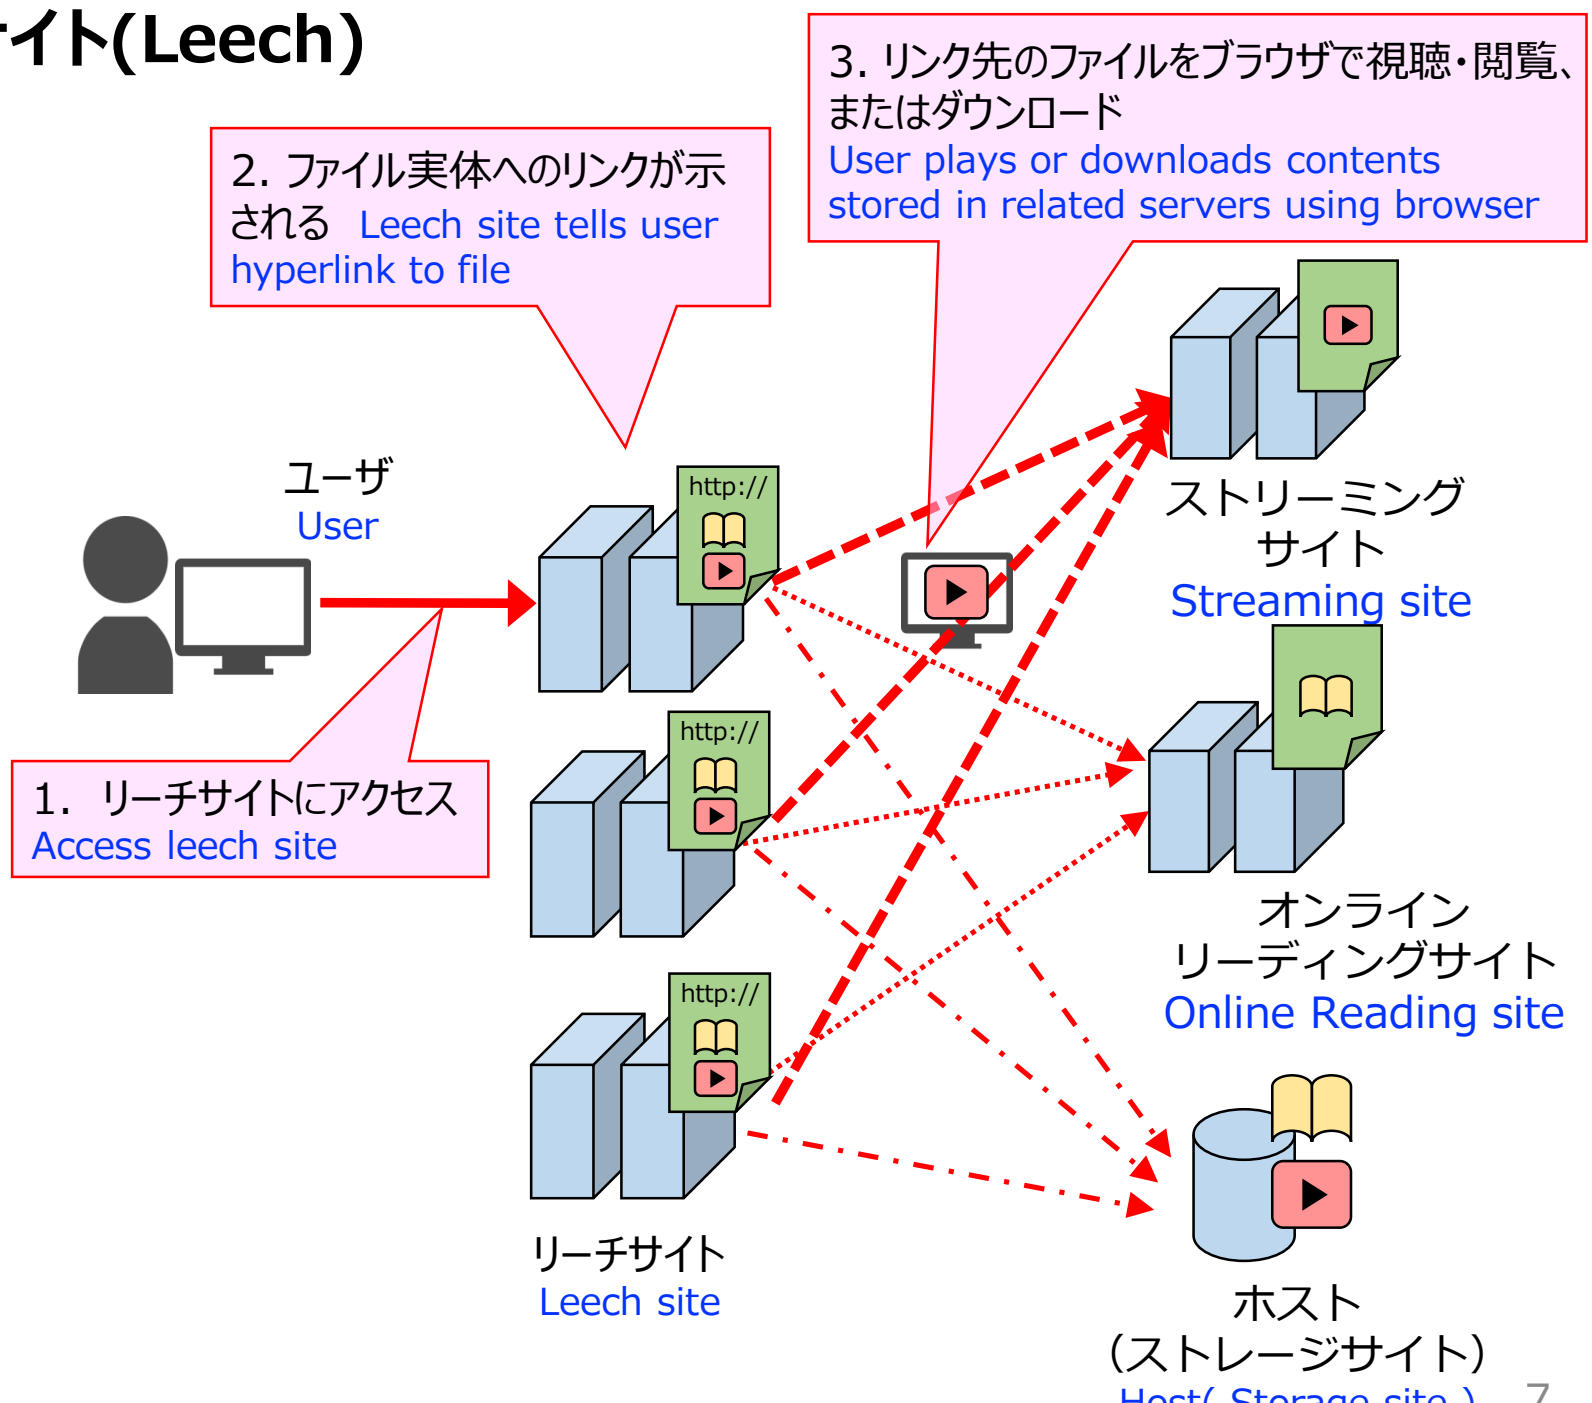 サイト(Leech)
3. リンク先のファイルをブラウザで視聴・閲覧、
またはダウンロード
User plays or downloads contents
stored in related servers using browser
2. ファイル実体へのリンクが示
される Leech site tells user
hyperlink to file
ユーザ
User
http://
ストリーミング
サイト
Streaming site
1. リーチサイトにアクセス
Access leech site
http://
オンライン
リーディングサイト
Online Reading site
http://
リーチサイト
Leech site
ホスト
（ストレージサイト）
Host( Storage site )
7